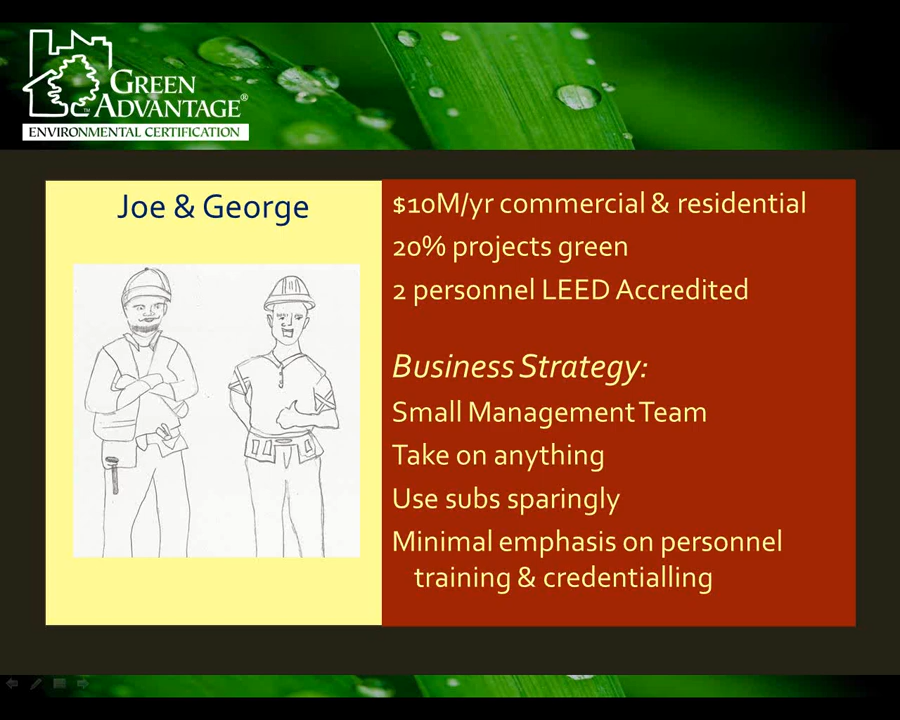 GREEN
ADVANTAGE®
ENVIRONMENTAL CERTIFICATION
Joe & George
$10M/yr commercial & residential
20% projects green
2 personnel LEED Accredited
Business Strategy:
Small Management Team
Take on anything
Use subs sparingly
Minimal emphasis on personnel
training & credentialling